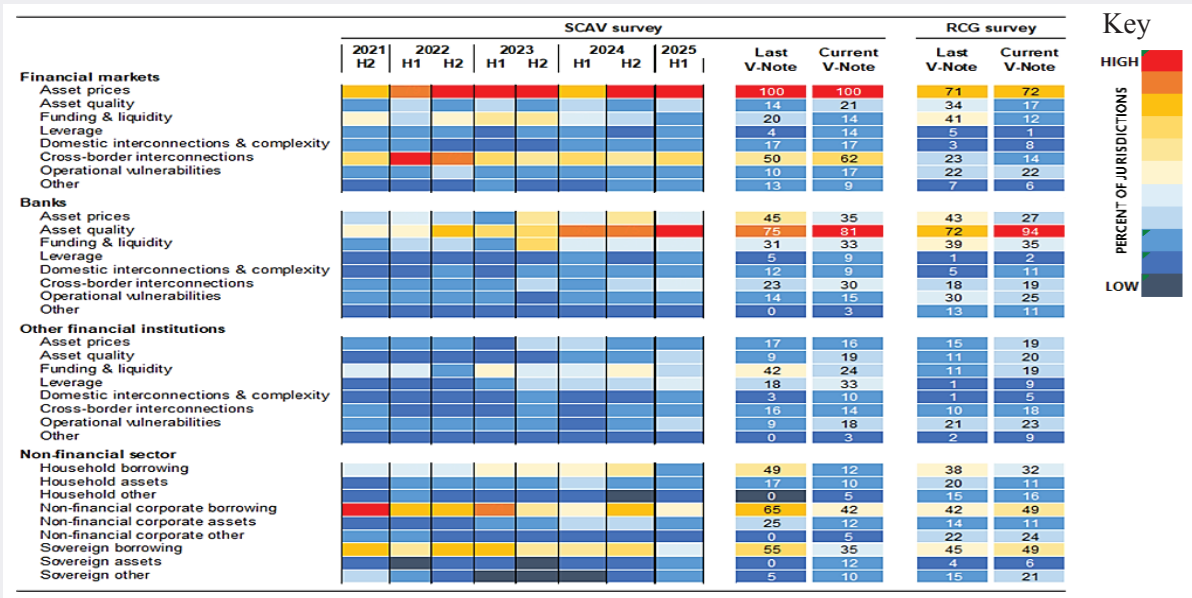 SCAV survey RCG survey Key
2021 2022 2023 2024 2025 Last Current Last Current
H2 H1 H2 H1 H2 H1 H2 H1 V-Note V-Note V-Note V-Note HIGH
Financial markets
Asset prices 100 100 71 72
Asset quality 14 21 34 17
Funding & liquidity 20 14 41 12
Leverage 4 14 5 1
Domestic interconnections & complexity 17 17 3 8
Cross-border interconnections 50 62 23 14
Operational vulnerabilities 10 17 22 22
Other 13 9 7 6
PERCENT OF JURISDICTIONS
Banks
Asset prices 45 35 43 27
Asset quality 75 81 72 94
Funding & liquidity 31 33 39 35
Leverage 5 9 1 2
Domestic interconnections & complexity 12 9 5 11
Cross-border interconnections 23 30 18 19
LOW
Operational vulnerabilities 14 15 30 25
Other 0 3 13 11
Other financial institutions
Asset prices 17 16 15 19
Asset quality 9 19 11 20
Funding & liquidity 42 24 11 19
Leverage 18 33 1 9
Domestic interconnections & complexity 3 10 1 5
Cross-border interconnections 16 14 10 18
Operational vulnerabilities 9 18 21 23
Other 0 3 2 9
Non-financial sector
Household borrowing 49 12 38 32
Household assets 17 10 20 11
Household other 0 5 15 16
Non-financial corporate borrowing 65 42 42 49
Non-financial corporate assets 25 12 14 11
Non-financial corporate other 0 5 22 24
Sovereign borrowing 55 35 45 49
Sovereign assets 0 12 4 6
Sovereign other 5 10 15 21